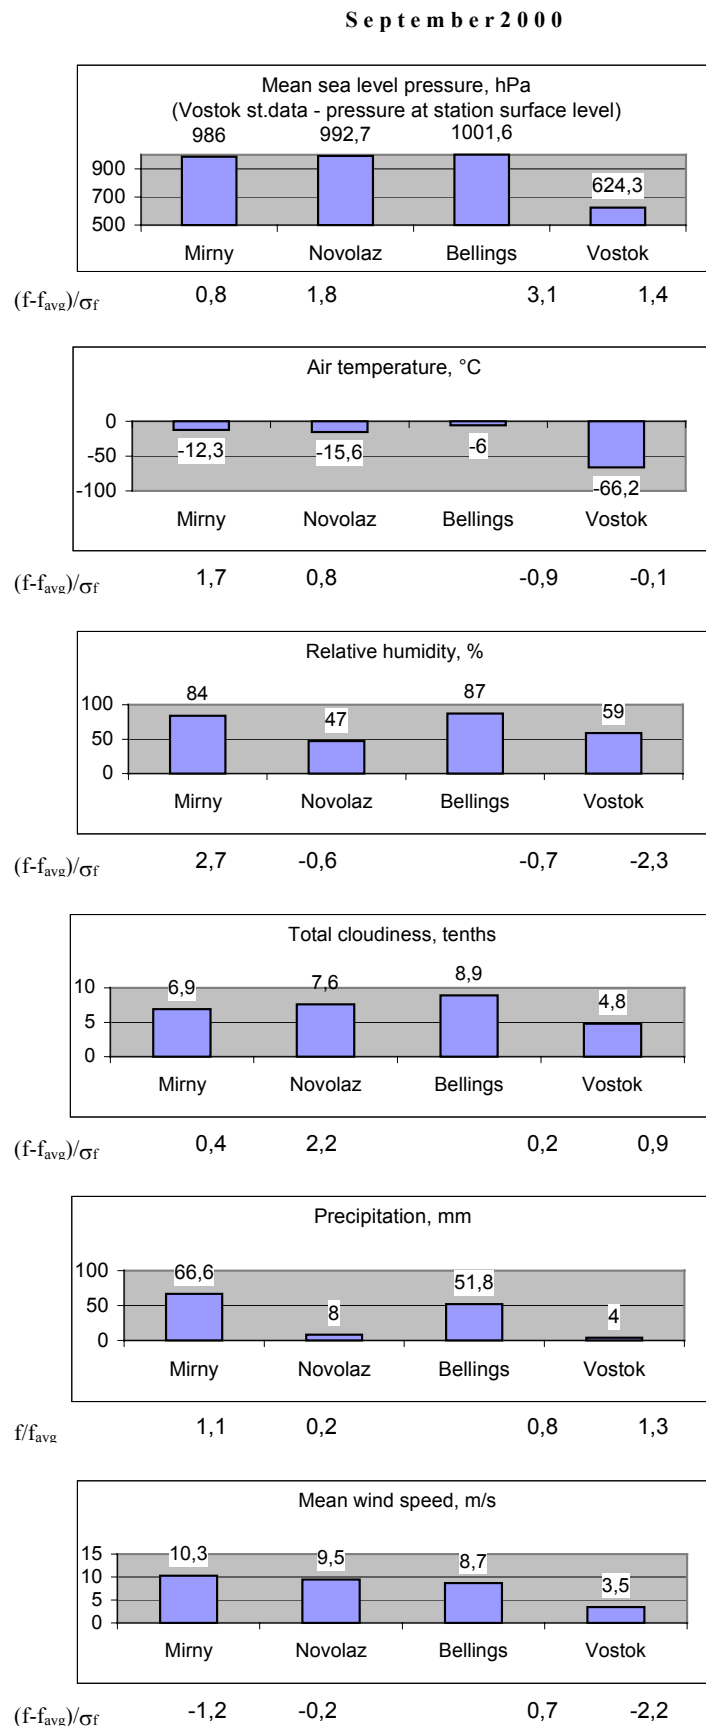 S e p t e m b e r 2 0 0 0
Mean sea level pressure, hPa
(Vostok st.data - pressure at station surface level)
986 992,7 1001,6 624,3
900
700
500
Mirny Novolaz Bellings Vostok
(f-favg)/σf 0,8 1,8 3,1 1,4
Air temperature, °C
0
-50
-100
-12,3 -15,6 -6 -66,2
Mirny Novolaz Bellings Vostok
(f-favg)/σf 1,7 0,8 -0,9 -0,1
Relative humidity, %
84 47 87 59
100
50
0
Mirny Novolaz Bellings Vostok
(f-favg)/σf 2,7 -0,6 -0,7 -2,3
Total cloudiness, tenths
6,9 7,6 8,9 4,8
10
5
0
Mirny Novolaz Bellings Vostok
(f-favg)/σf 0,4 2,2 0,2 0,9
Precipitation, mm
66,6 8 51,8 4
100
50
0
Mirny Novolaz Bellings Vostok
f/favg 1,1 0,2 0,8 1,3
Mean wind speed, m/s
10,3 9,5 8,7 3,5
15
10
5
0
Mirny Novolaz Bellings Vostok
(f-favg)/σf -1,2 -0,2 0,7 -2,2